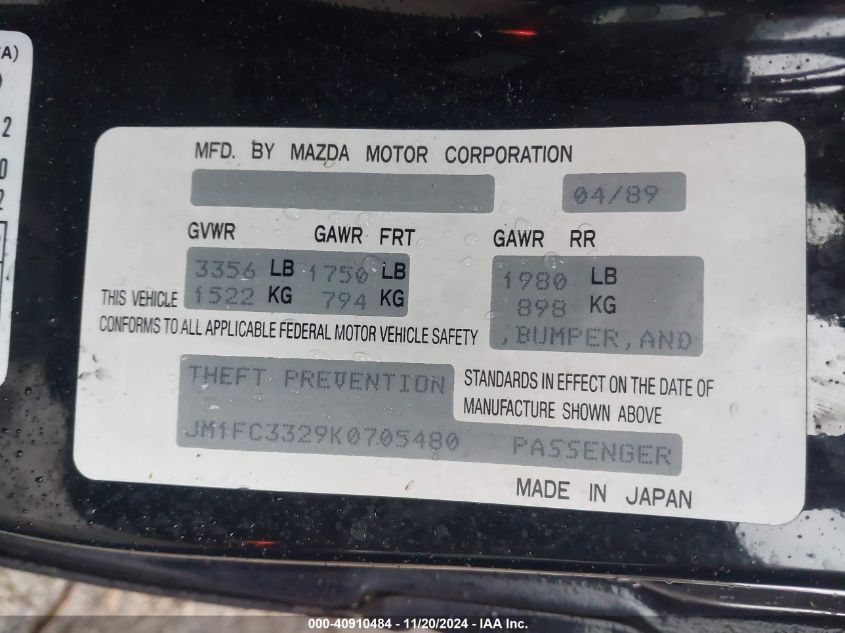 A)
2
0
2
MFD. BY MAZDA MOTOR CORPORATION
04/89
GVWR GAWR FRT GAWR RR
3356 LB 1750 LB 1980 LB
1522 KG 794 KG 898 KG
THIS VEHICLE
CONFORMS TO ALL APPLICABLE FEDERAL MOTOR VEHICLE SAFETY ,BUMPER,AND
THEFT PREVENTION STANDARDS IN EFFECT ON THE DATE OF
MANUFACTURE SHOWN ABOVE
JM1FC3329K0705480 PASSENGER
MADE IN JAPAN
000-40910484 - 11/20/2024 - IAA Inc.